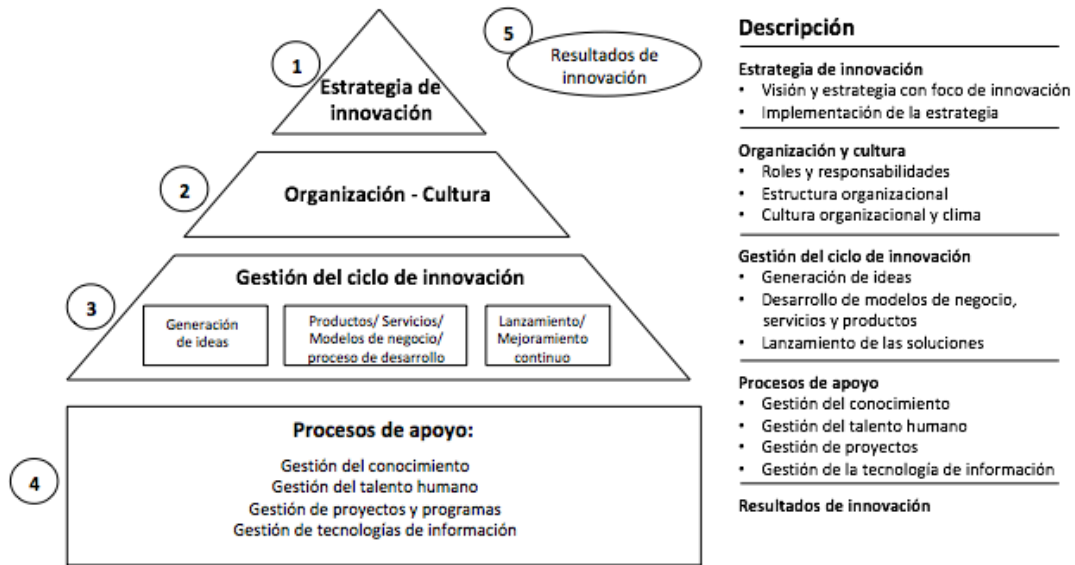 1
Estrategia de
innovación
5
Resultados de
innovación
2
Organización - Cultura
3
Gestión del ciclo de innovación
Generación
de ideas
Productos/ Servicios/
Modelos de negocio/
proceso de desarrollo
Lanzamiento/
Mejoramiento
continuo
4
Procesos de apoyo:
Gestión del conocimiento
Gestión del talento humano
Gestión de proyectos y programas
Gestión de tecnologías de información
Descripción
Estrategia de innovación
• Visión y estrategia con foco de innovación
• Implementación de la estrategia
Organización y cultura
• Roles y responsabilidades
• Estructura organizacional
• Cultura organizacional y clima
Gestión del ciclo de innovación
• Generación de ideas
• Desarrollo de modelos de negocio,
servicios y productos
• Lanzamiento de las soluciones
Procesos de apoyo
• Gestión del conocimiento
• Gestión del talento humano
• Gestión de proyectos
• Gestión de la tecnología de información
Resultados de innovación